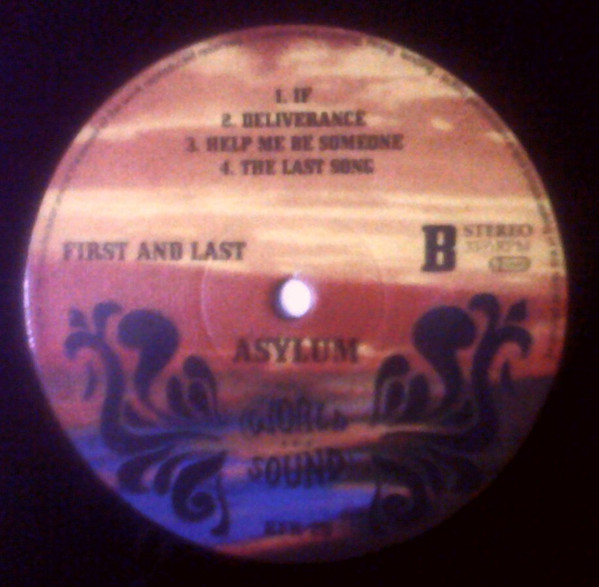 1. IF
2. DELIVERANCE
3. HELP ME BE SOMEONE
4. THE LAST SONG
FIRST AND LAST
B
STEREO
ASYLUM
WORLD
SOUND